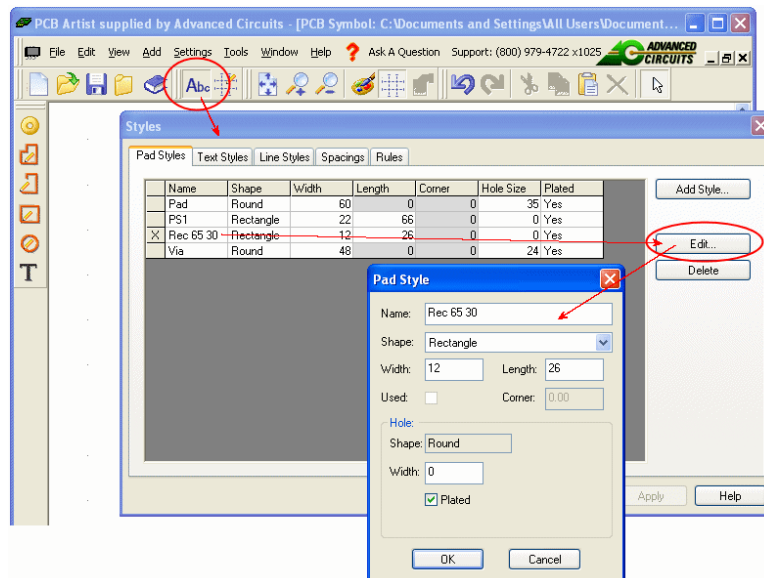 PCB Artist supplied by Advanced Circuits - [PCB Symbol: C:\Documents and Settings\All Users\Document...
File Edit View Add Settings Tools Window Help ? Ask A Question Support: (800) 979-4722 x1025 ADVANCED CIRCUITS
Abc
T
Styles
Pad Styles Text Styles Line Styles Spacings Rules
Name Shape Width Length Corner Hole Size Plated
Pad Round 60 0 0 35 Yes
PS1 Rectangle 22 66 0 0 Yes
X Rec 65 30 Rectangle 12 26 0 0 Yes
Via Round 48 0 0 24 Yes
Add Style...
Edit...
Delete
Pad Style
Name: Rec 65 30
Shape: Rectangle
Width: 12 Length: 26
Used: Corner: 0.00
Hole:
Shape: Round
Width: 0
Plated
OK Cancel
Apply Help